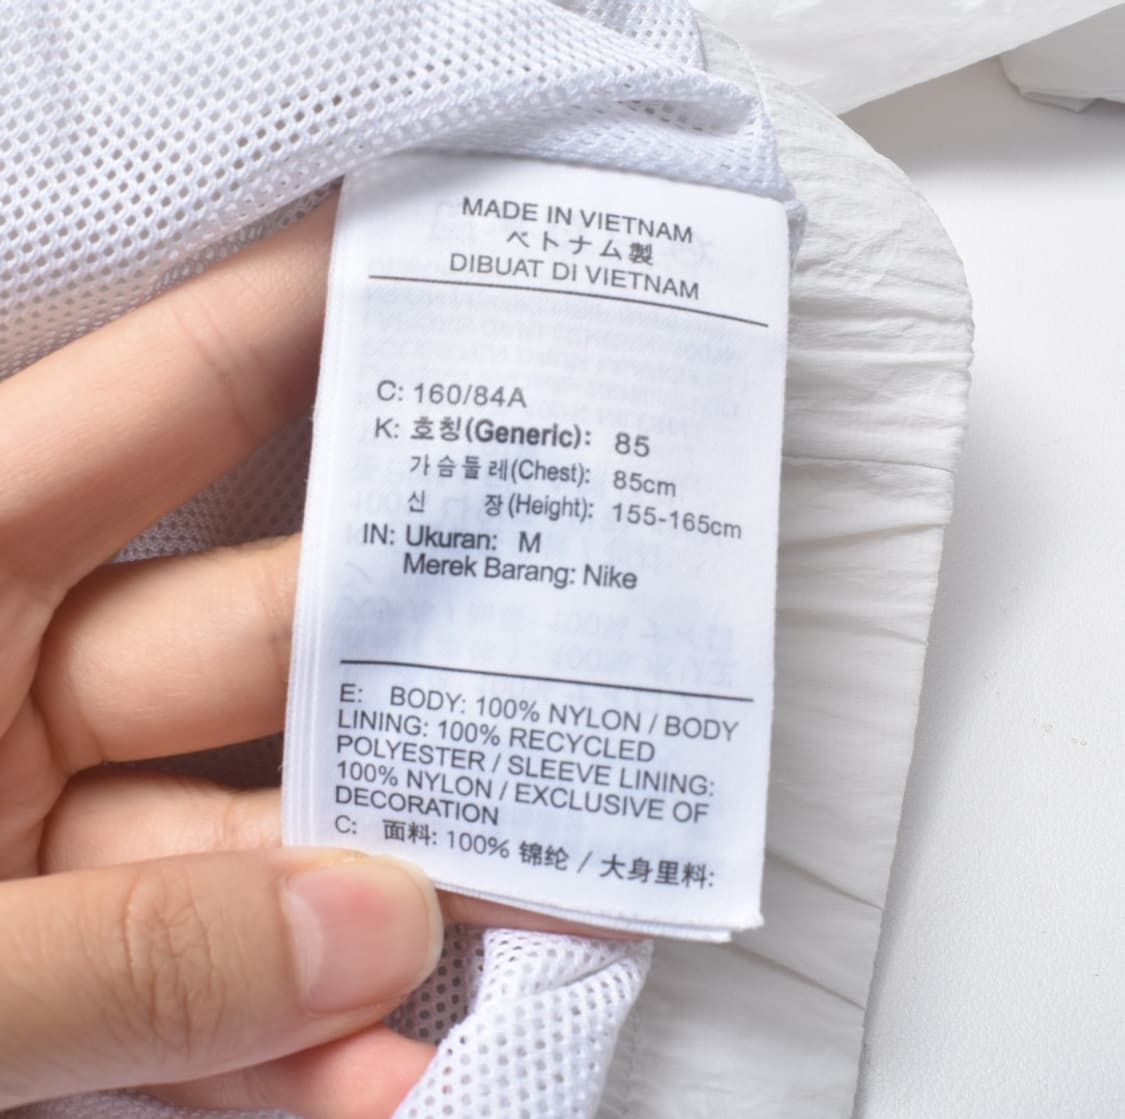 MADE IN VIETNAM
ベトナム製
DIBUAT DI VIETNAM
C: 160/84A
K: 호칭(Generic): 85
가슴둘레(Chest): 85cm
신 장(Height): 155-165cm
IN: Ukuran: M
Merek Barang: Nike
E: BODY: 100% NYLON / BODY
LINING: 100% RECYCLED
POLYESTER / SLEEVE LINING:
100% NYLON / EXCLUSIVE OF
DECORATION
C: 面料: 100% 锦纶 / 大身里料: